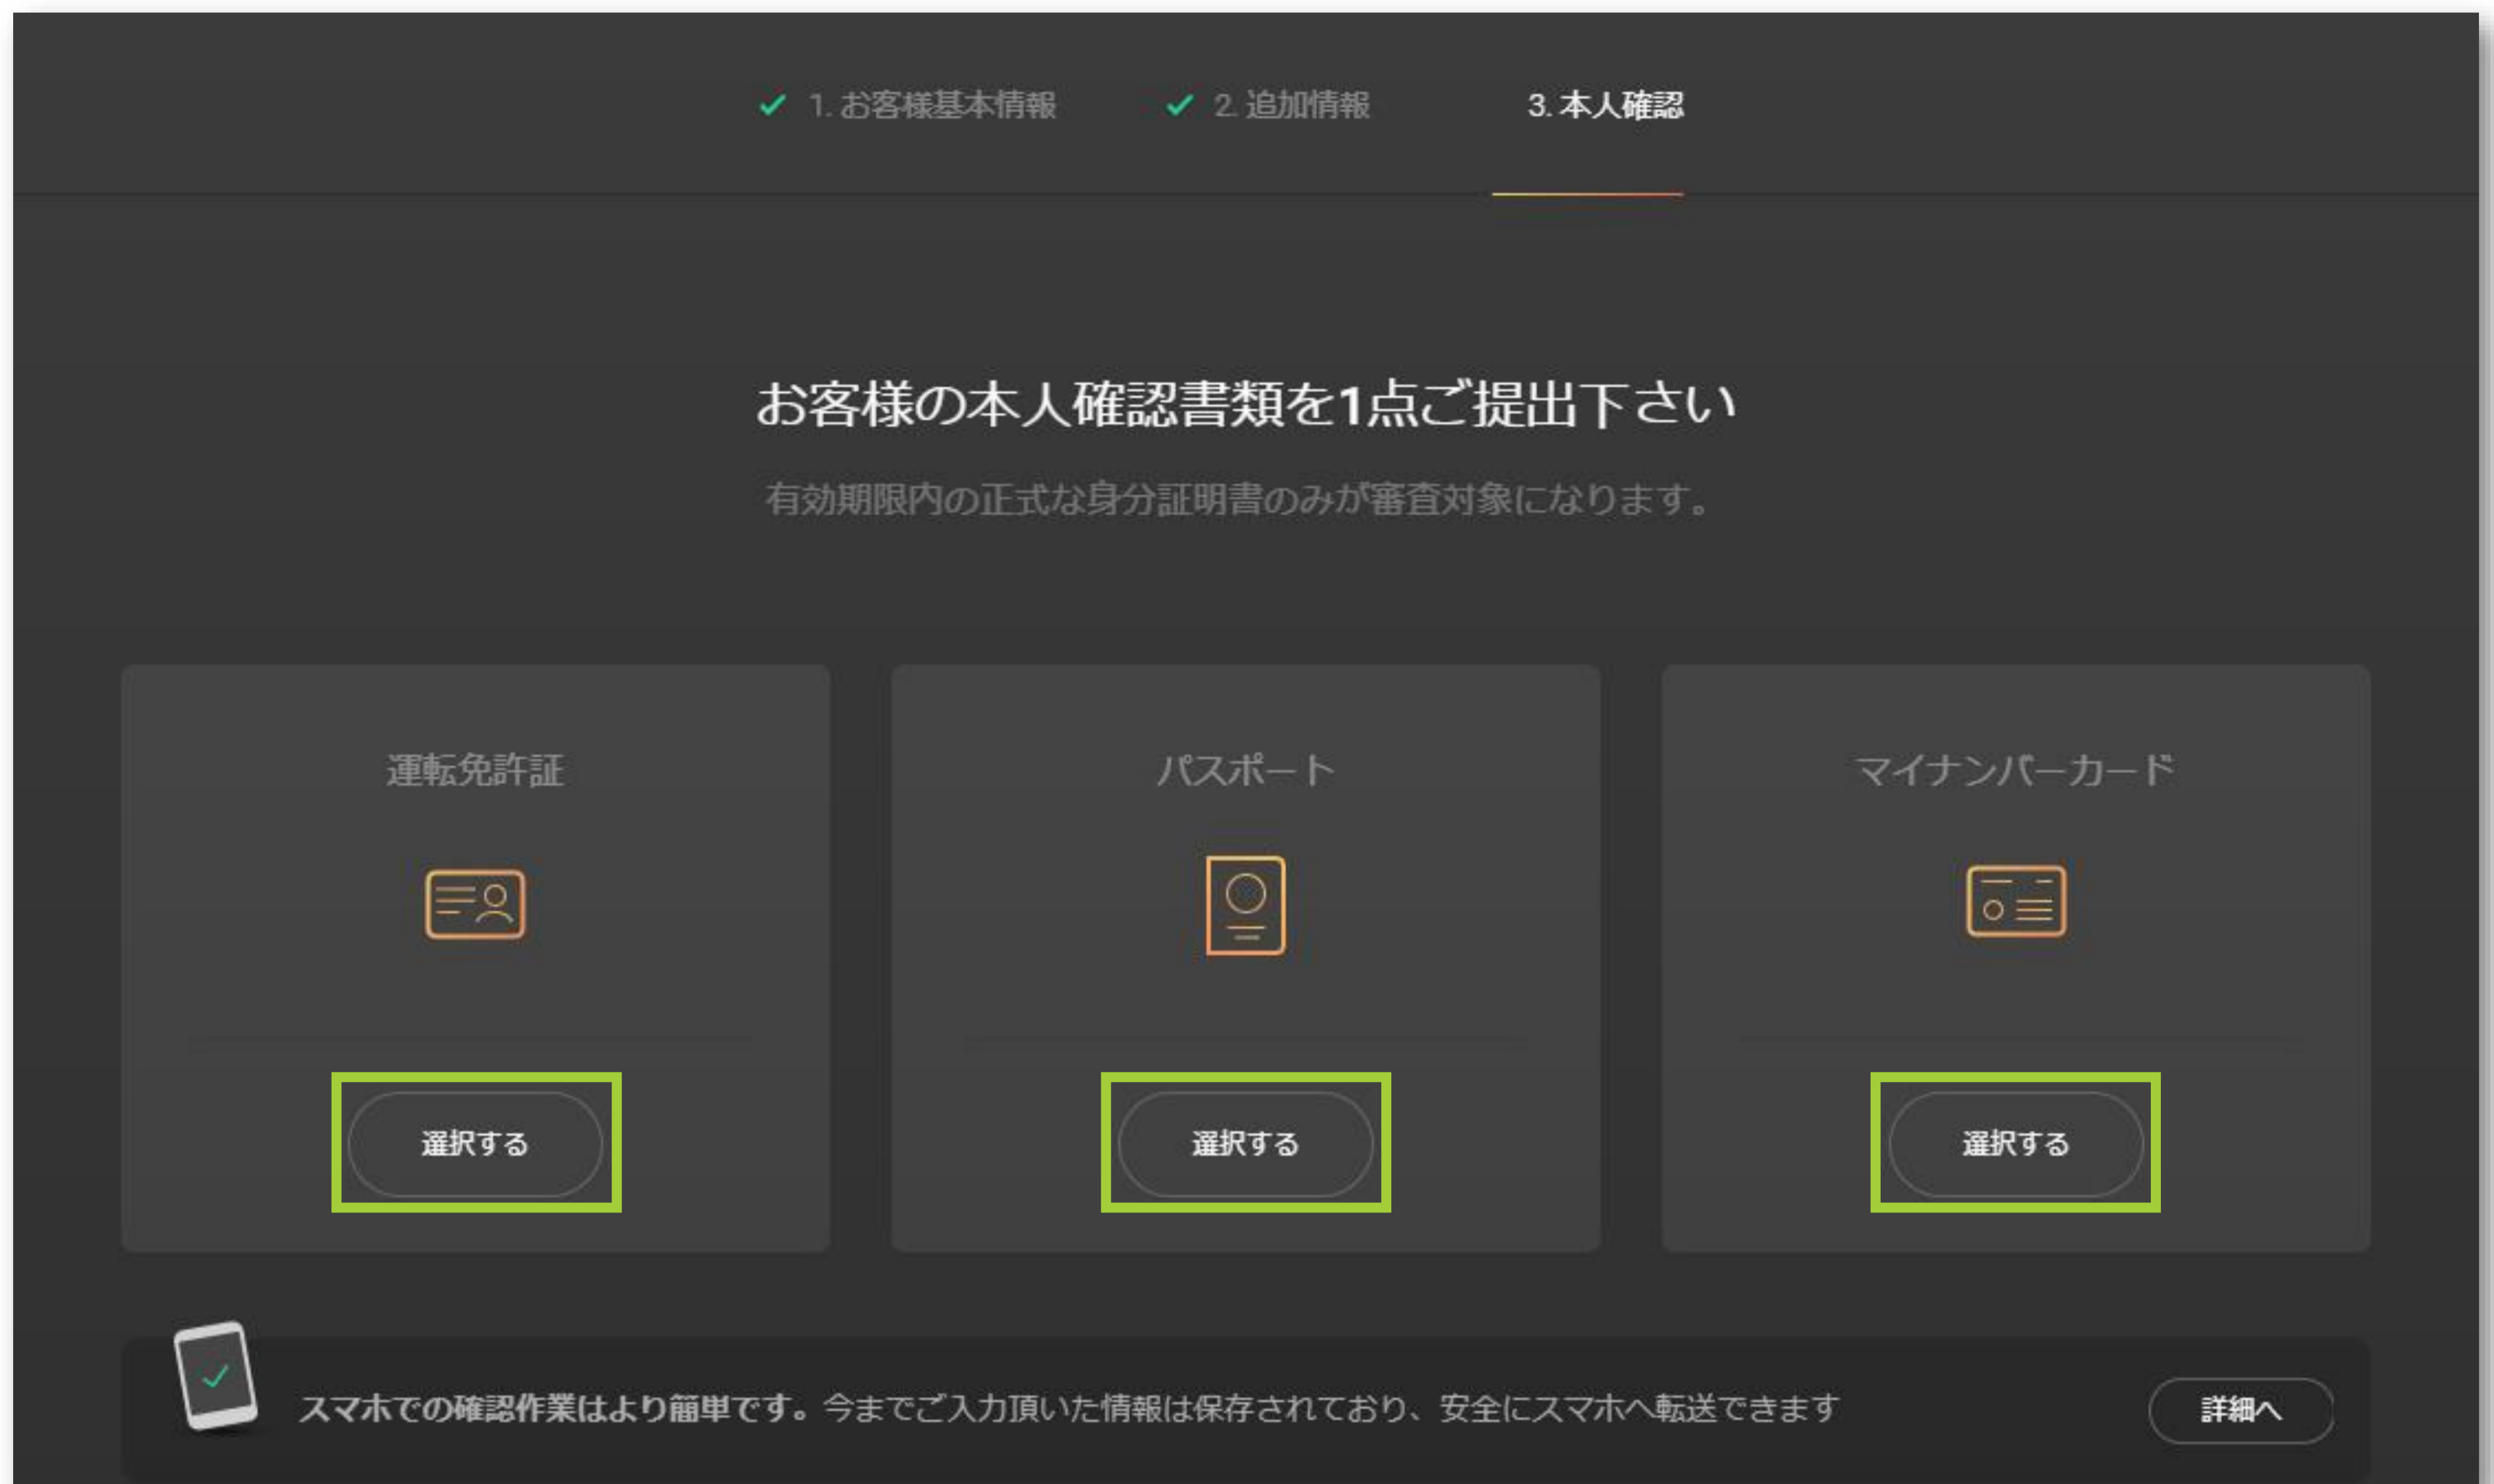 1. お客様基本情報
2. 追加情報
3. 本人確認
お客様の本人確認書類を1点ご提出下さい
有効期限内の正式な身分証明書のみが審査対象になります。
運転免許証
パスポート
マイナンバーカード
選択する
選択する
選択する
スマホでの確認作業はより簡単です。今までご入力頂いた情報は保存されており、安全にスマホへ転送できます
詳細へ